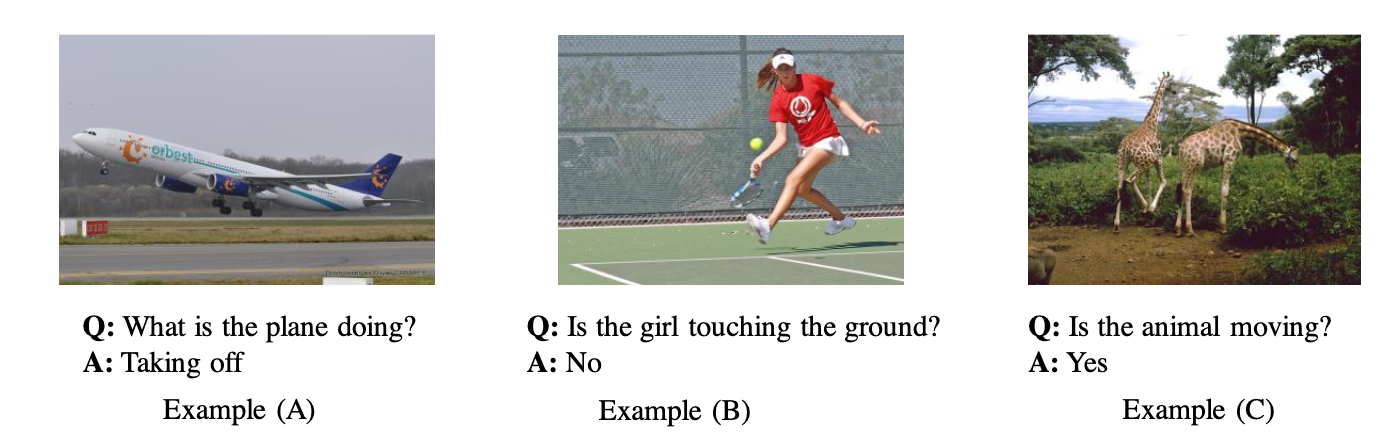 orbest
Q: What is the plane doing?
A: Taking off
Example (A)
Q: Is the girl touching the ground?
A: No
Example (B)
Q: Is the animal moving?
A: Yes
Example (C)